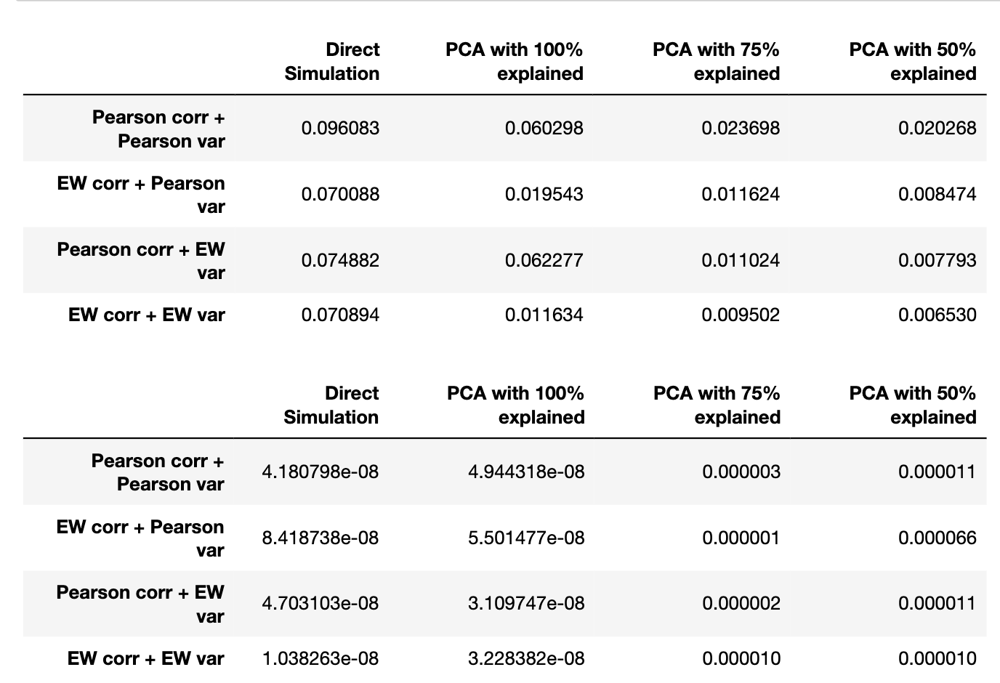 Direct Simulation PCA with 100% explained PCA with 75% explained PCA with 50% explained
Pearson corr + Pearson var 0.096083 0.060298 0.023698 0.020268
EW corr + Pearson var 0.070088 0.019543 0.011624 0.008474
Pearson corr + EW var 0.074882 0.062277 0.011024 0.007793
EW corr + EW var 0.070894 0.011634 0.009502 0.006530
Direct Simulation PCA with 100% explained PCA with 75% explained PCA with 50% explained
Pearson corr + Pearson var 4.180798e-08 4.944318e-08 0.000003 0.000011
EW corr + Pearson var 8.418738e-08 5.501477e-08 0.000001 0.000066
Pearson corr + EW var 4.703103e-08 3.109747e-08 0.000002 0.000011
EW corr + EW var 1.038263e-08 3.228382e-08 0.000010 0.000010